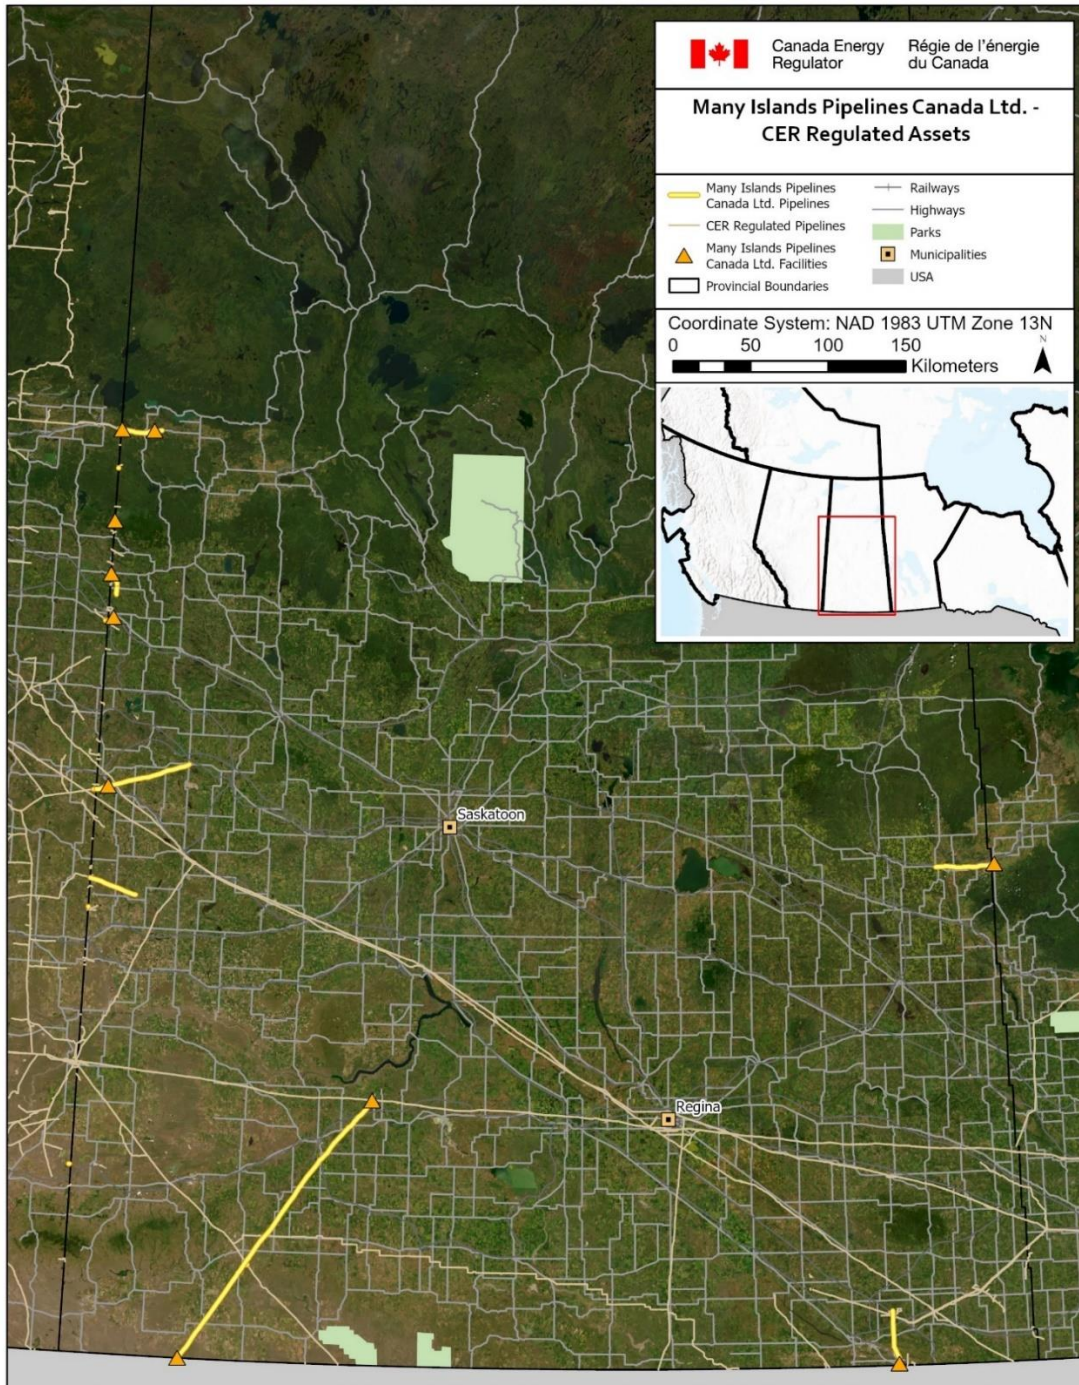 Canada Energy
Regulator
Régie de l'énergie
du Canada
Many Islands Pipelines Canada Ltd. -
CER Regulated Assets
Many Islands Pipelines
Canada Ltd. Pipelines
CER Regulated Pipelines
Many Islands Pipelines
Canada Ltd. Facilities
Provincial Boundaries
Railways
Highways
Parks
Municipalities
USA
Coordinate System: NAD 1983 UTM Zone 13N
N
0 50 100 150
Kilometers
Saskatoon
Regina